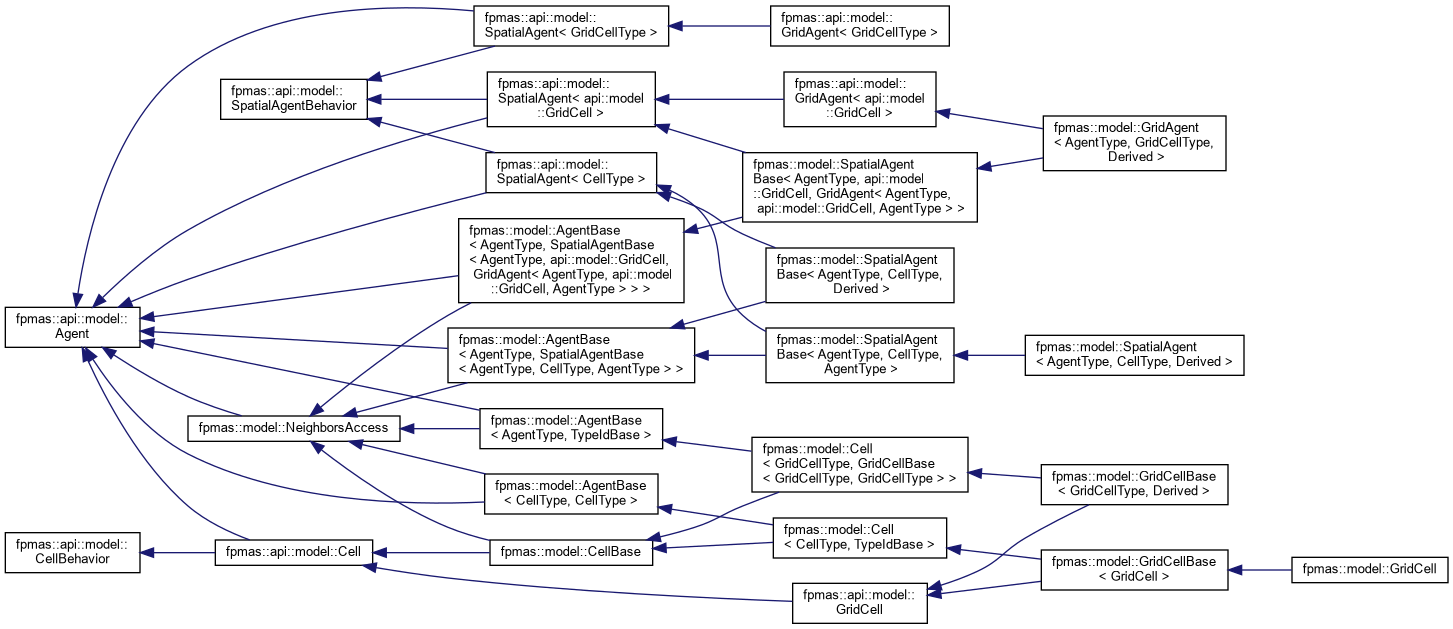 fpmas::api::model::
SpatialAgent< GridCellType >
fpmas::api::model::
GridAgent< GridCellType >
fpmas::api::model::
SpatialAgentBehavior
fpmas::api::model::
SpatialAgent< api::model
::GridCell >
fpmas::api::model::
GridAgent< api::model
::GridCell >
fpmas::model::GridAgent
< AgentType, GridCellType,
Derived >
fpmas::api::model::
SpatialAgent< CellType >
fpmas::model::SpatialAgent
Base< AgentType, api::model
::GridCell, GridAgent< AgentType,
api::model::GridCell, AgentType > >
fpmas::model::AgentBase
< AgentType, SpatialAgentBase
< AgentType, api::model::GridCell,
GridAgent< AgentType, api::model
::GridCell, AgentType > > >
fpmas::model::SpatialAgent
Base< AgentType, CellType,
Derived >
fpmas::api::model::
Agent
fpmas::model::AgentBase
< AgentType, SpatialAgentBase
< AgentType, CellType, AgentType > >
fpmas::model::SpatialAgent
Base< AgentType, CellType,
AgentType >
fpmas::model::SpatialAgent
< AgentType, CellType, Derived >
fpmas::model::NeighborsAccess
fpmas::model::AgentBase
< AgentType, TypeIdBase >
fpmas::model::Cell
< GridCellType, GridCellBase
< GridCellType, GridCellType > >
fpmas::model::GridCellBase
< GridCellType, Derived >
fpmas::model::AgentBase
< CellType, CellType >
fpmas::model::Cell
< CellType, TypeIdBase >
fpmas::api::model::
CellBehavior
fpmas::api::model::Cell
fpmas::model::CellBase
fpmas::model::GridCellBase
< GridCell >
fpmas::model::GridCell
fpmas::api::model::
GridCell